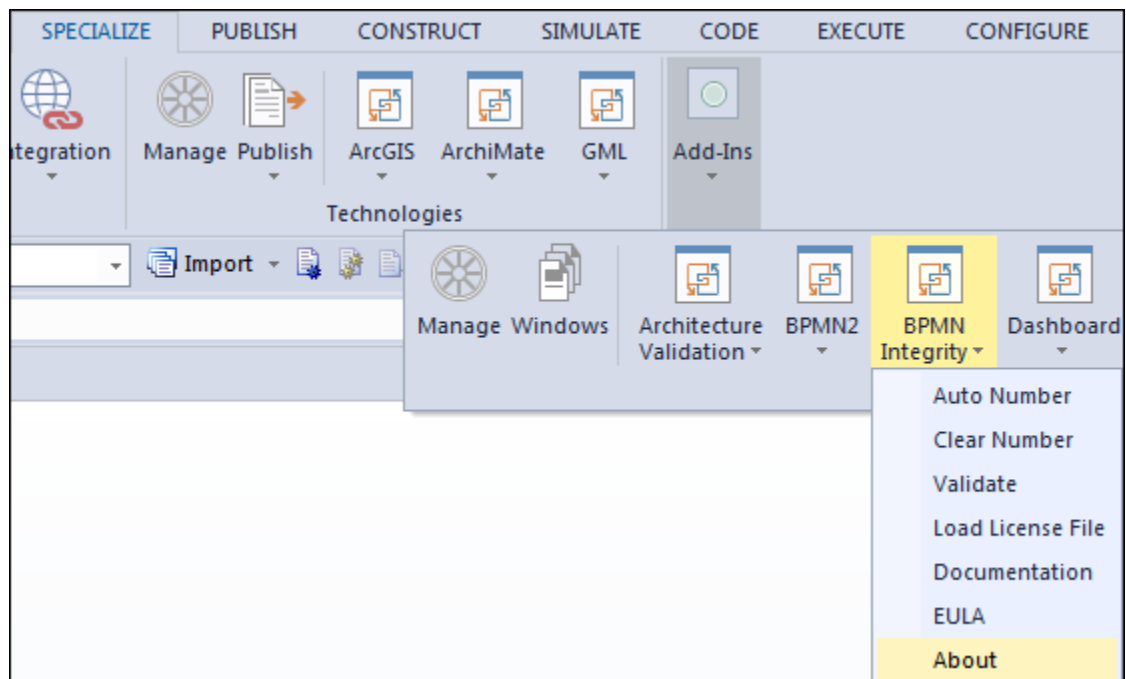 SPECIALIZE PUBLISH CONSTRUCT SIMULATE CODE EXECUTE CONFIGURE
ntegration Manage Publish ArcGIS ArchiMate GML Add-Ins
Technologies
Import
Manage Windows Architecture Validation BPMN2 BPMN Integrity Dashboard
Auto Number
Clear Number
Validate
Load License File
Documentation
EULA
About